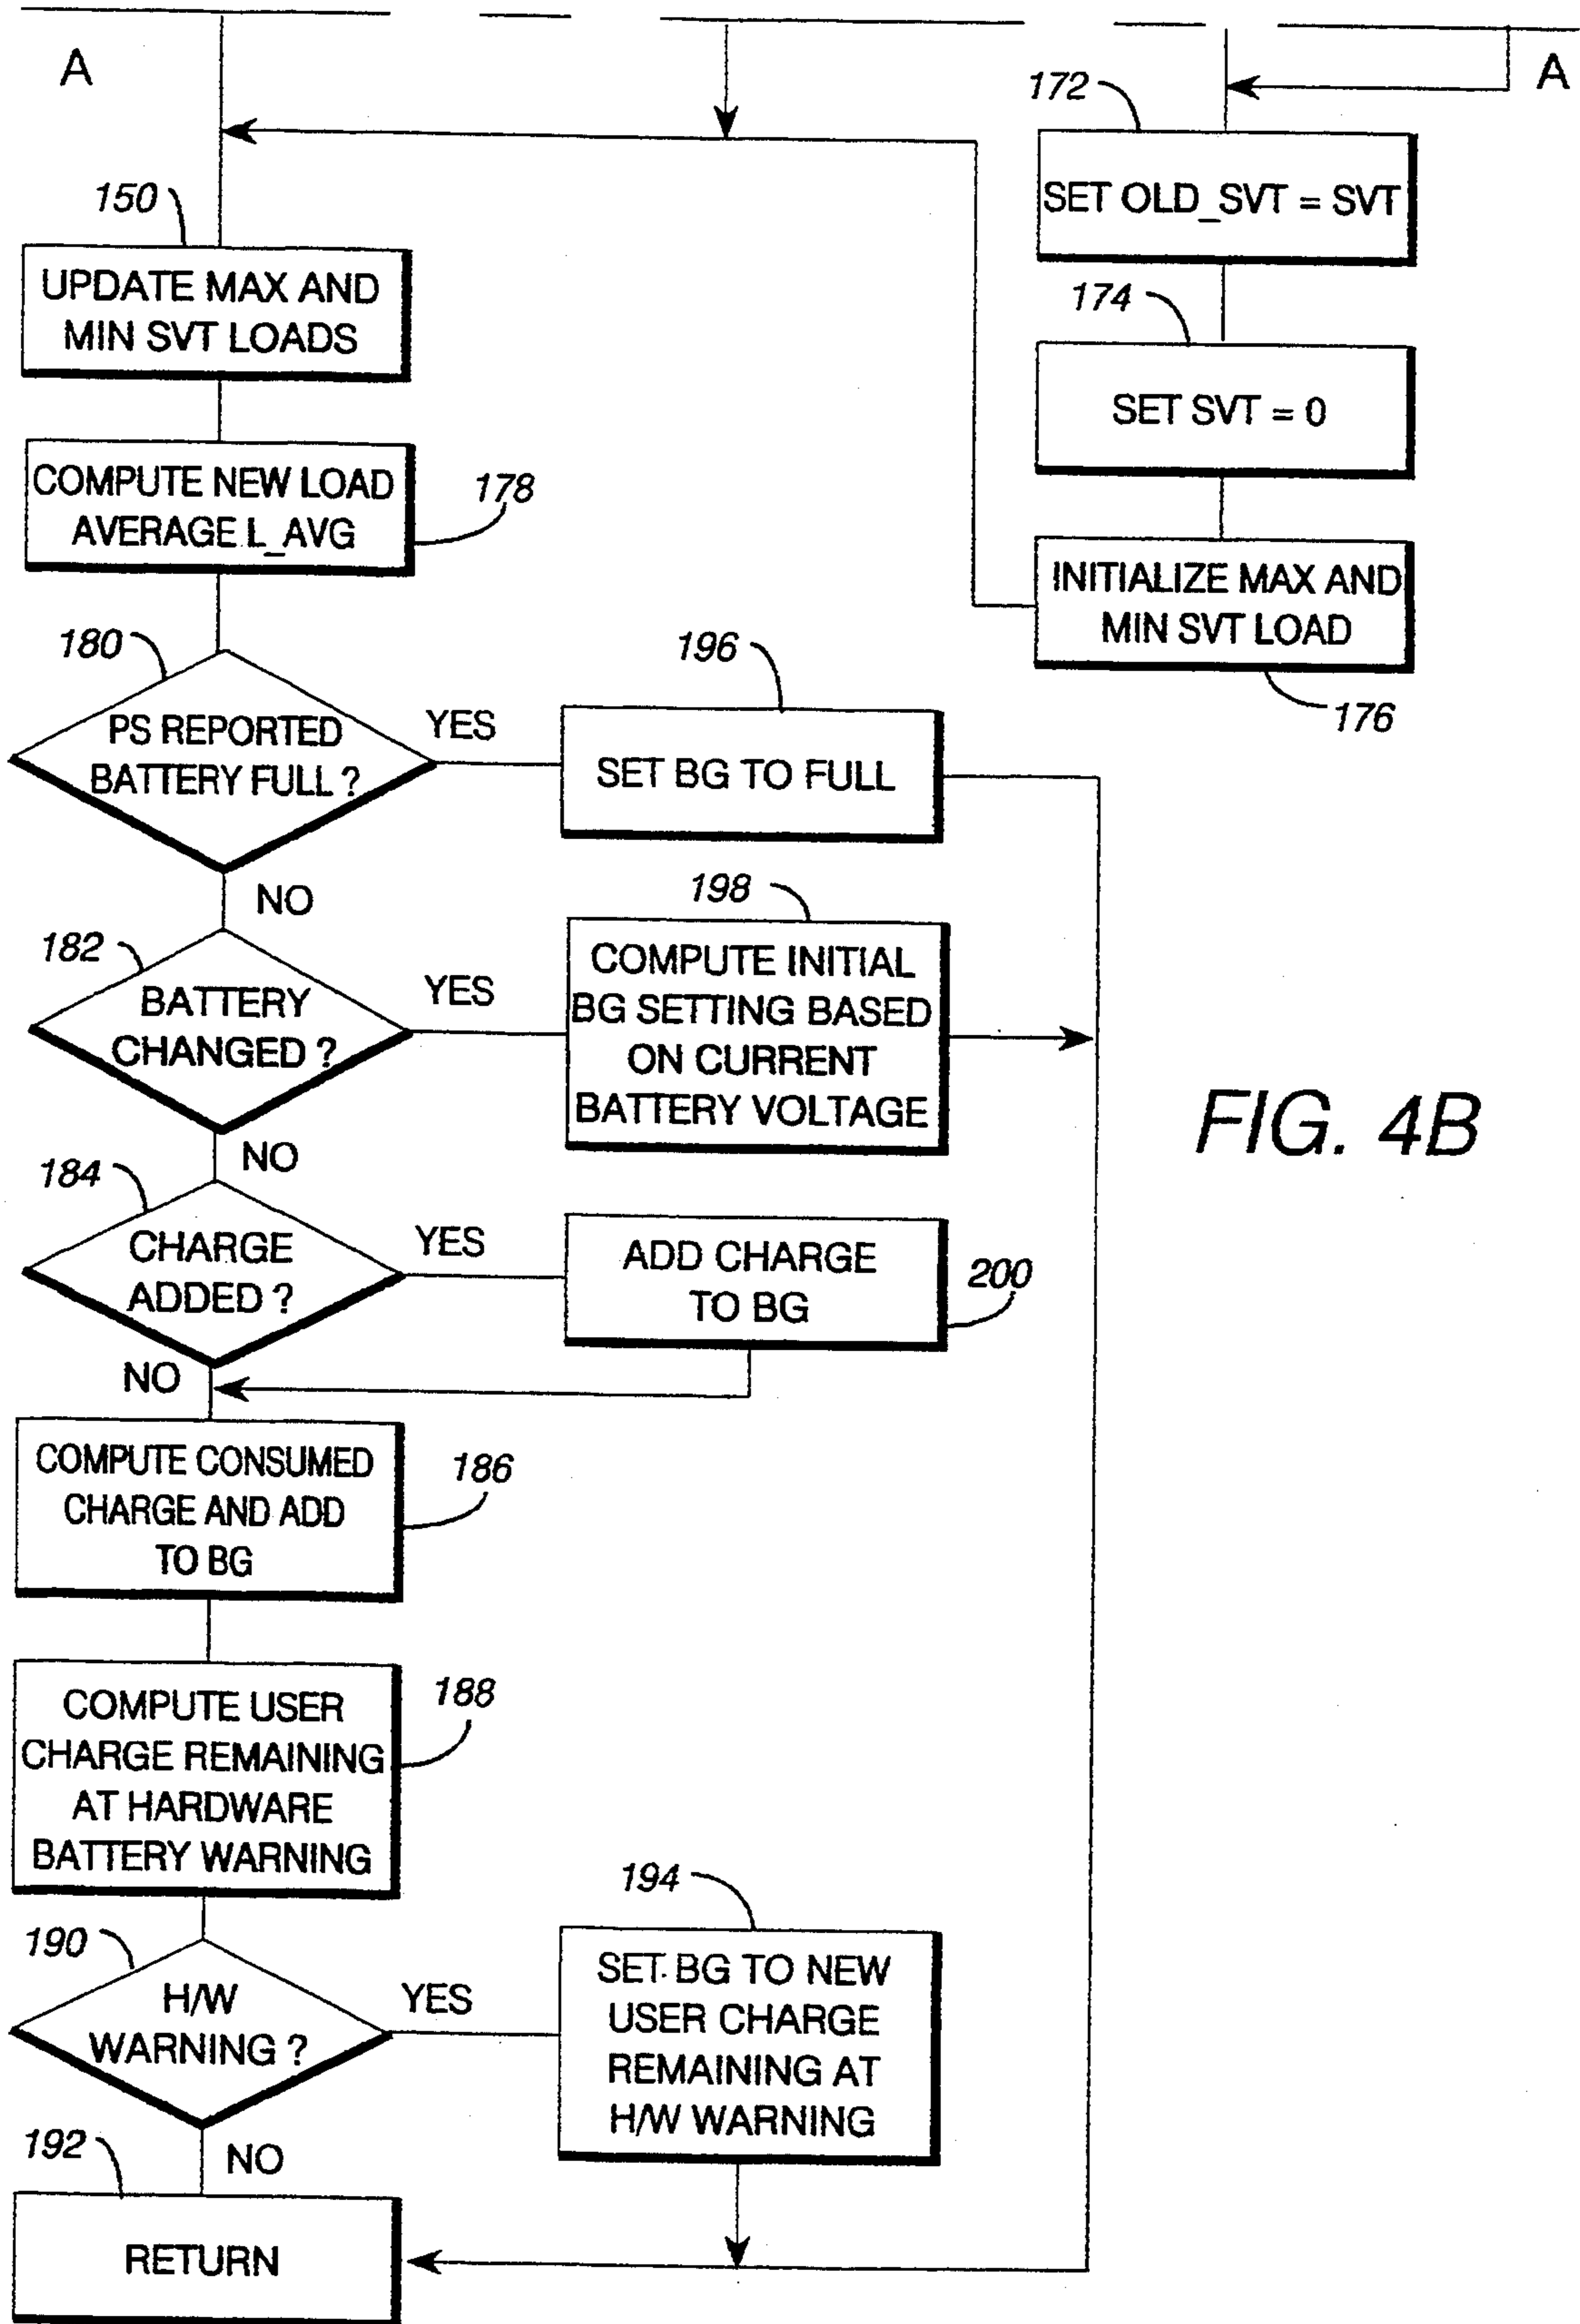 A
A
172
SET OLD_SVT = SVT
150
UPDATE MAX AND
MIN SVT LOADS
174
SET SVT = 0
COMPUTE NEW LOAD
AVERAGE L_AVG
178
INITIALIZE MAX AND
MIN SVT LOAD
176
180
PS REPORTED
BATTERY FULL ?
YES
196
SET BG TO FULL
NO
182
BATTERY
CHANGED ?
YES
198
COMPUTE INITIAL
BG SETTING BASED
ON CURRENT
BATTERY VOLTAGE
FIG. 4B
NO
184
CHARGE
ADDED ?
YES
ADD CHARGE
TO BG
200
NO
COMPUTE CONSUMED
CHARGE AND ADD
TO BG
186
COMPUTE USER
CHARGE REMAINING
AT HARDWARE
BATTERY WARNING
188
190
H/W
WARNING ?
YES
194
SET BG TO NEW
USER CHARGE
REMAINING AT
H/W WARNING
NO
192
RETURN